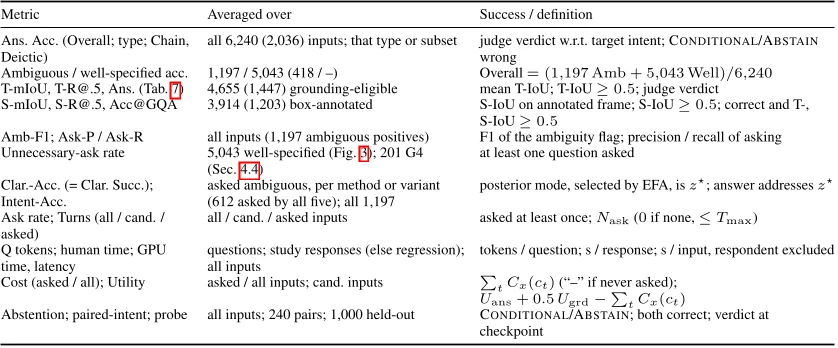 Metric Averaged over Success / definition
Ans. Acc. (Overall; type; Chain, all 6,240 (2,036) inputs; that type or subset judge verdict w.r.t. target intent; CONDITIONAL/ABSTAIN
Deictic) wrong
Ambiguous / well-specified acc. 1,197 / 5,043 (418 / –) Overall = (1,197 Amb + 5,043 Well)/6,240
T-mIoU, T-R@.5, Ans. (Tab. 7) 4,655 (1,447) grounding-eligible mean T-IoU; T-IoU ≥ 0.5; judge verdict
S-mIoU, S-R@.5, Acc@GQA 3,914 (1,203) box-annotated S-IoU on annotated frame; S-IoU ≥ 0.5; correct and T-,
S-IoU ≥ 0.5
Amb-F1; Ask-P / Ask-R all inputs (1,197 ambiguous positives) F1 of the ambiguity flag; precision / recall of asking
Unnecessary-ask rate 5,043 well-specified (Fig. 3); 201 G4 at least one question asked
(Sec. 4.4)
Clar.-Acc. (= Clar. Succ.); asked ambiguous, per method or variant posterior mode, selected by EFA, is z*; answer addresses z*
Intent-Acc. (612 asked by all five); all 1,197
Ask rate; Turns (all / cand. / all / cand. / asked inputs asked at least once; N_ask (0 if none, ≤ T_max)
asked)
Q tokens; human time; GPU questions; study responses (else regression); tokens / question; s / response; s / input, respondent excluded
time, latency all inputs
Cost (asked / all); Utility asked / all inputs; cand. inputs ∑_t C_x(c_t) (“–” if never asked);
U_ans + 0.5 U_grd − ∑_t C_x(c_t)
Abstention; paired-intent; probe all inputs; 240 pairs; 1,000 held-out CONDITIONAL/ABSTAIN; both correct; verdict at
checkpoint